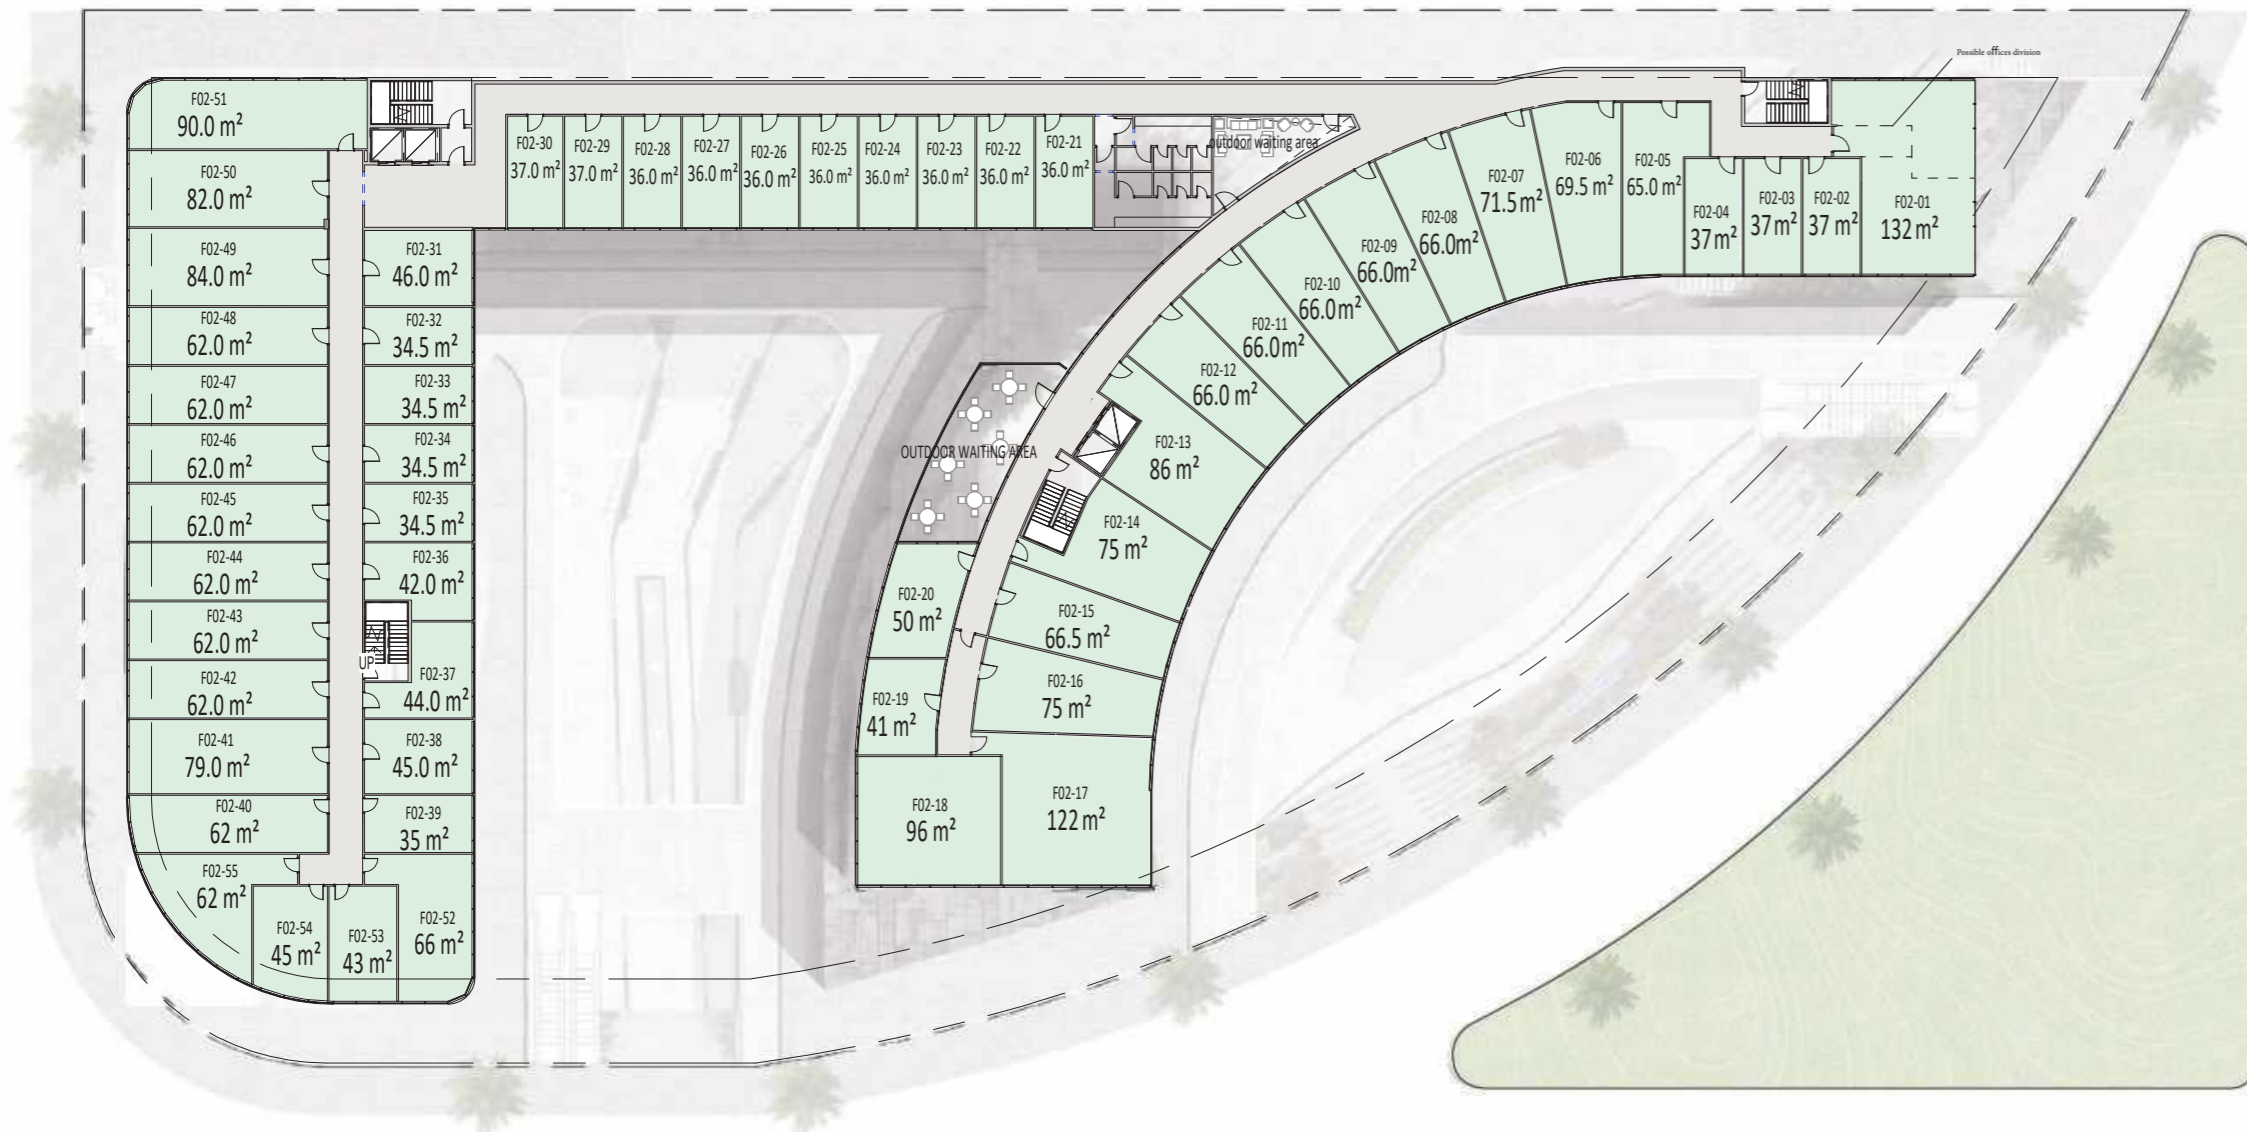 Possible offices division
F02-51
90.0 m²
F02-50
82.0 m²
F02-49
84.0 m²
F02-48
62.0 m²
F02-47
62.0 m²
F02-46
62.0 m²
F02-45
62.0 m²
F02-44
62.0 m²
F02-43
62.0 m²
F02-42
62.0 m²
F02-41
79.0 m²
F02-40
62 m²
F02-55
62 m²
F02-54
45 m²
F02-53
43 m²
F02-52
66 m²
F02-31
46.0 m²
F02-32
34.5 m²
F02-33
34.5 m²
F02-34
34.5 m²
F02-35
34.5 m²
F02-36
42.0 m²
UP
F02-37
44.0 m²
F02-38
45.0 m²
F02-39
35 m²
F02-30
37.0 m²
F02-29
37.0 m²
F02-28
36.0 m²
F02-27
36.0 m²
F02-26
36.0 m²
F02-25
36.0 m²
F02-24
36.0 m²
F02-23
36.0 m²
F02-22
36.0 m²
F02-21
36.0 m²
outdoor waiting area
F02-07
71.5 m²
F02-06
69.5 m²
F02-05
65.0 m²
F02-04
37 m²
F02-03
37 m²
F02-02
37 m²
F02-01
132 m²
F02-08
66.0m²
F02-09
66.0m²
F02-10
66.0m²
F02-11
66.0m²
F02-12
66.0 m²
F02-13
86 m²
OUTDOOR WAITING AREA
F02-14
75 m²
F02-20
50 m²
F02-15
66.5 m²
F02-19
41 m²
F02-16
75 m²
F02-18
96 m²
F02-17
122 m²